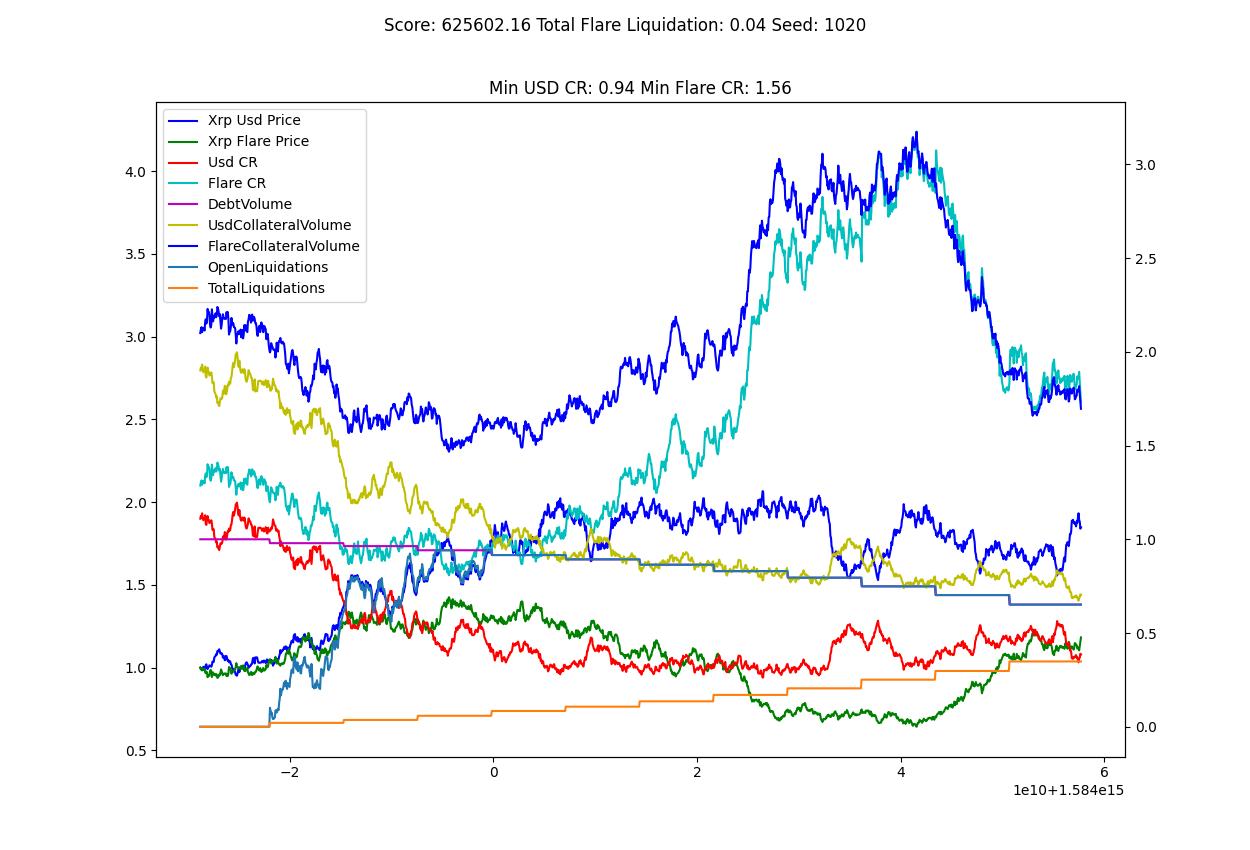 Score: 625602.16 Total Flare Liquidation: 0.04 Seed: 1020
Min USD CR: 0.94 Min Flare CR: 1.56
Xrp Usd Price
Xrp Flare Price
Usd CR
Flare CR
DebtVolume
UsdCollateralVolume
FlareCollateralVolume
OpenLiquidations
TotalLiquidations
4.0
3.5
3.0
2.5
2.0
1.5
1.0
0.5
3.0
2.5
2.0
1.5
1.0
0.5
0.0
−2 0 2 4 6
1e10+1.584e15